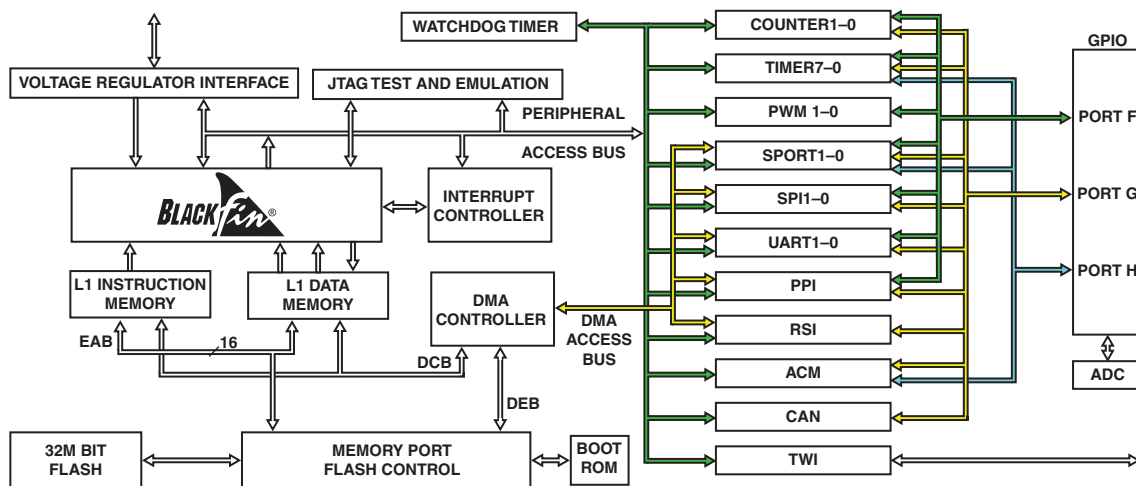 WATCHDOG TIMER
VOLTAGE REGULATOR INTERFACE
JTAG TEST AND EMULATION
PERIPHERAL
ACCESS BUS
BLACKfin®
INTERRUPT
CONTROLLER
L1 INSTRUCTION
MEMORY
L1 DATA
MEMORY
DMA
CONTROLLER
EAB
16
DCB
DMA
ACCESS
BUS
DEB
32M BIT
FLASH
MEMORY PORT
FLASH CONTROL
BOOT
ROM
COUNTER1–0
TIMER7–0
PWM 1–0
SPORT1–0
SPI1–0
UART1–0
PPI
RSI
ACM
CAN
TWI
GPIO
PORT F
PORT G
PORT H
ADC